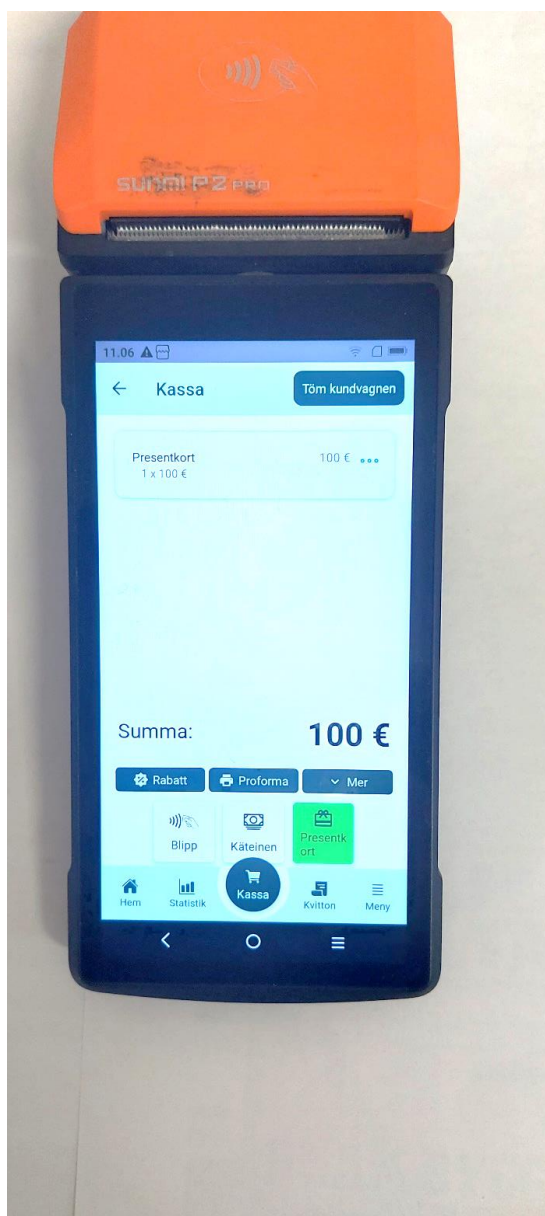 SUNMI P2 PRO
11.06
Kassa
Töm kundvagnen
Presentkort 100 €
1 x 100 €
Summa: 100 €
Rabatt Proforma Mer
Blipp Käteinen Presentk
ort
Hem Statistik Kassa Kvitton Meny